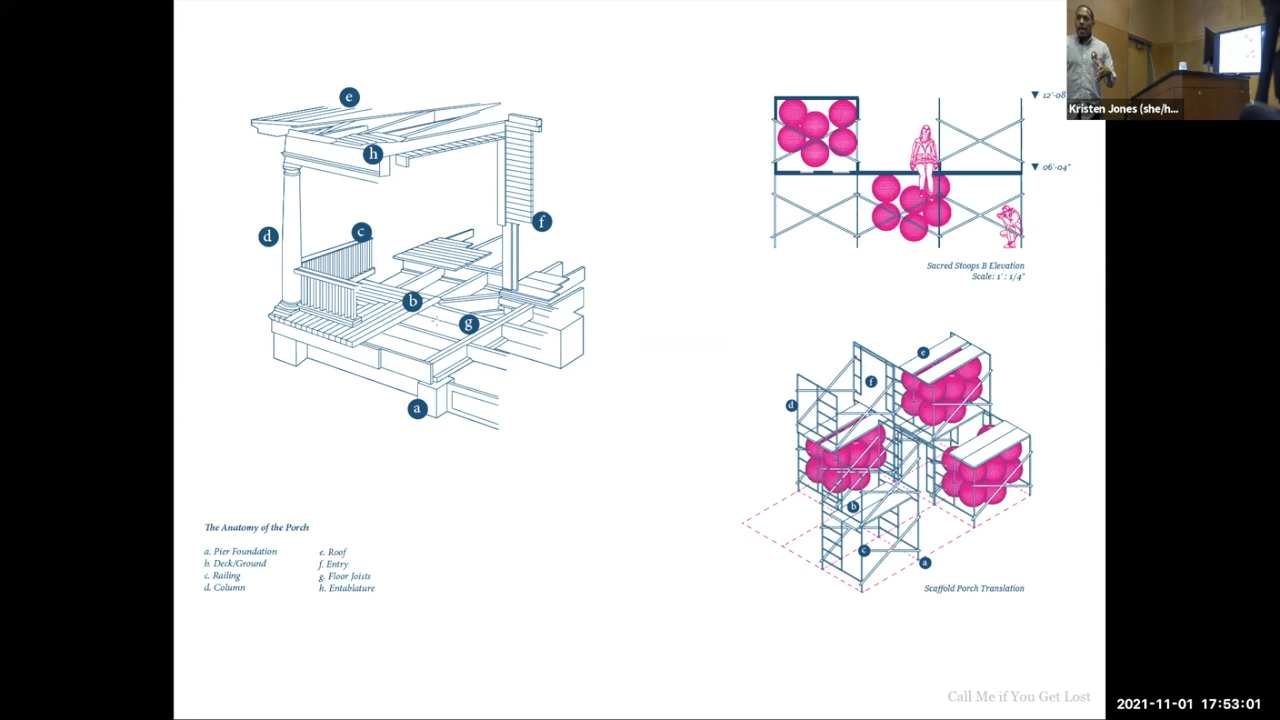 e
h
c
d
f
b
g
a
The Anatomy of the Porch
a. Pier Foundation
b. Deck/Ground
c. Railing
d. Column
e. Roof
f. Entry
g. Floor Joists
h. Entablature
12'-08
06'-04"
Sacred Stoops B Elevation
Scale: 1' : 1/4"
e
f
d
b
c
a
Scaffold Porch Translation
Call Me if You Get Lost
Kristen Jones (she/h...
2021-11-01 17:53:01